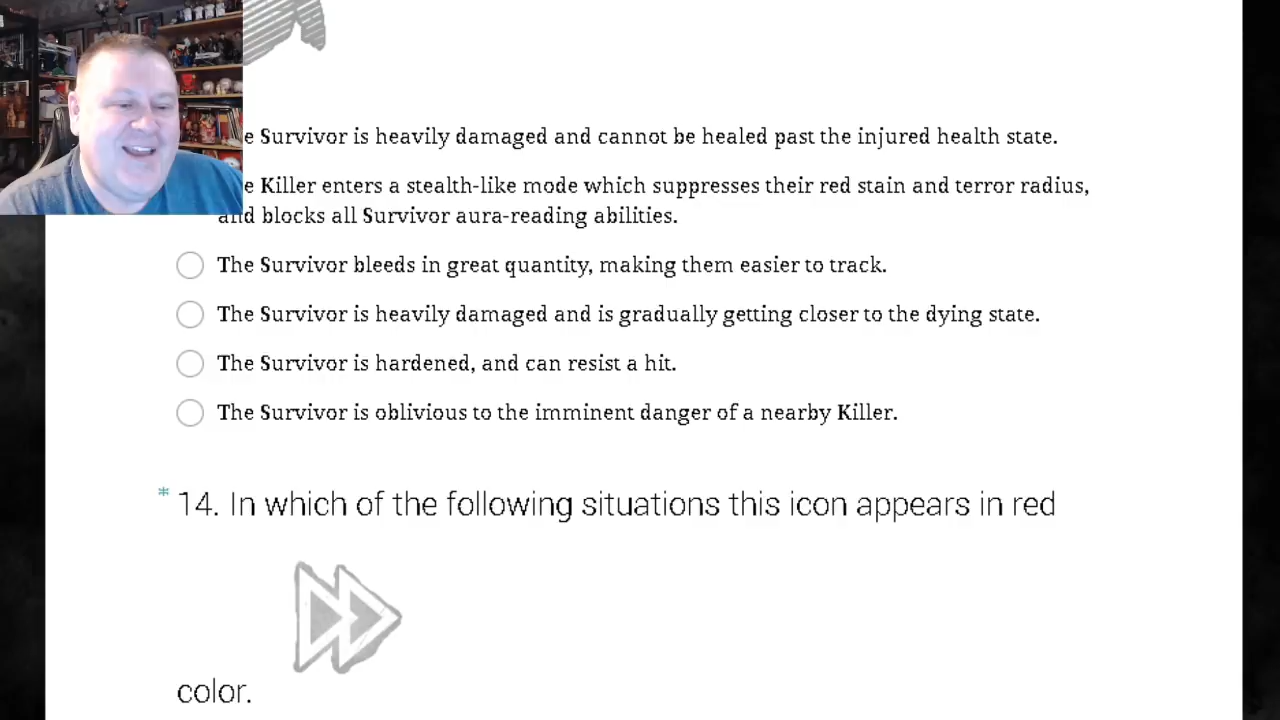 Survivor is heavily damaged and cannot be healed past the injured health state.
Killer enters a stealth-like mode which suppresses their red stain and terror radius,
and blocks all Survivor aura-reading abilities.
The Survivor bleeds in great quantity, making them easier to track.
The Survivor is heavily damaged and is gradually getting closer to the dying state.
The Survivor is hardened, and can resist a hit.
The Survivor is oblivious to the imminent danger of a nearby Killer.
* 14. In which of the following situations this icon appears in red
color.